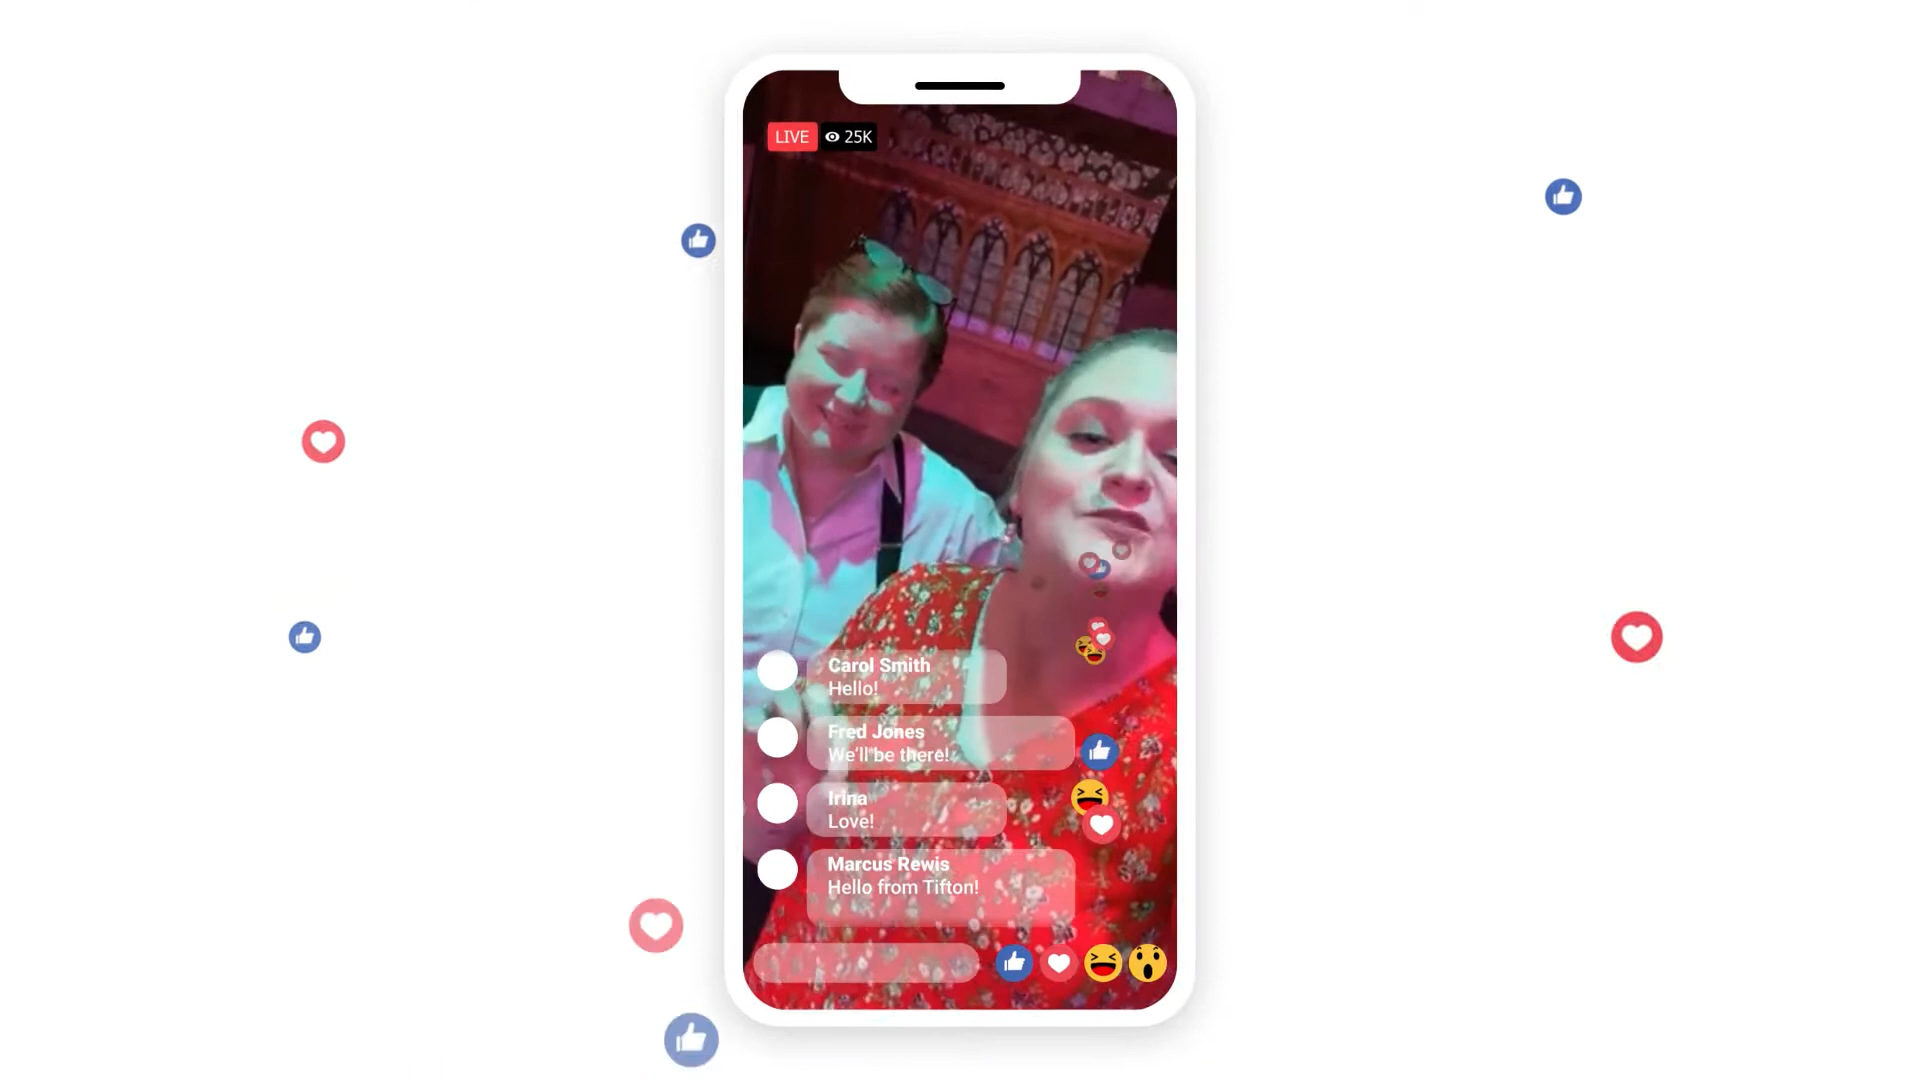 LIVE 25K
Carol Smith
Hello!
Fred Jones
We'll be there!
Irina
Love!
Marcus Rewis
Hello from Tifton!